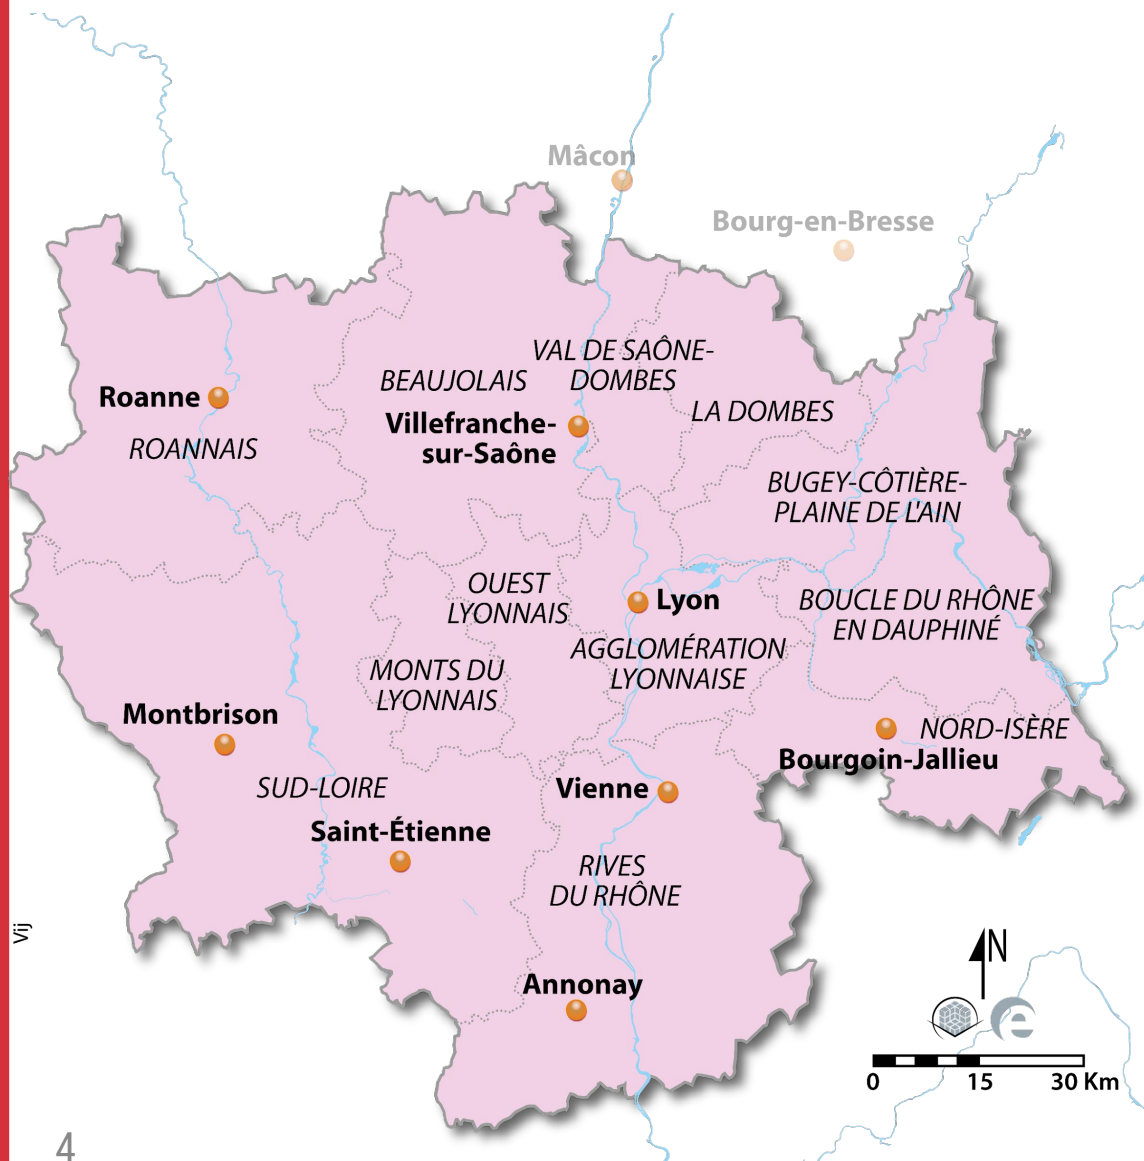 Mâcon
Bourg-en-Bresse
VAL DE SAÔNE-
DOMBES
BEAUJOLAIS
Roanne
LA DOMBES
Villefranche-
sur-Saône
ROANNAIS
BUGEY-CÔTIÈRE-
PLAINE DE L'AIN
OUEST
LYONNAIS
Lyon
BOUCLE DU RHÔNE
EN DAUPHINÉ
AGGLOMÉRATION
LYONNAISE
MONTS DU
LYONNAIS
Montbrison
NORD-ISÈRE
Bourgoin-Jallieu
SUD-LOIRE
Vienne
Saint-Étienne
RIVES
DU RHÔNE
Vij
N
Annonay
e
0 15 30 Km
4